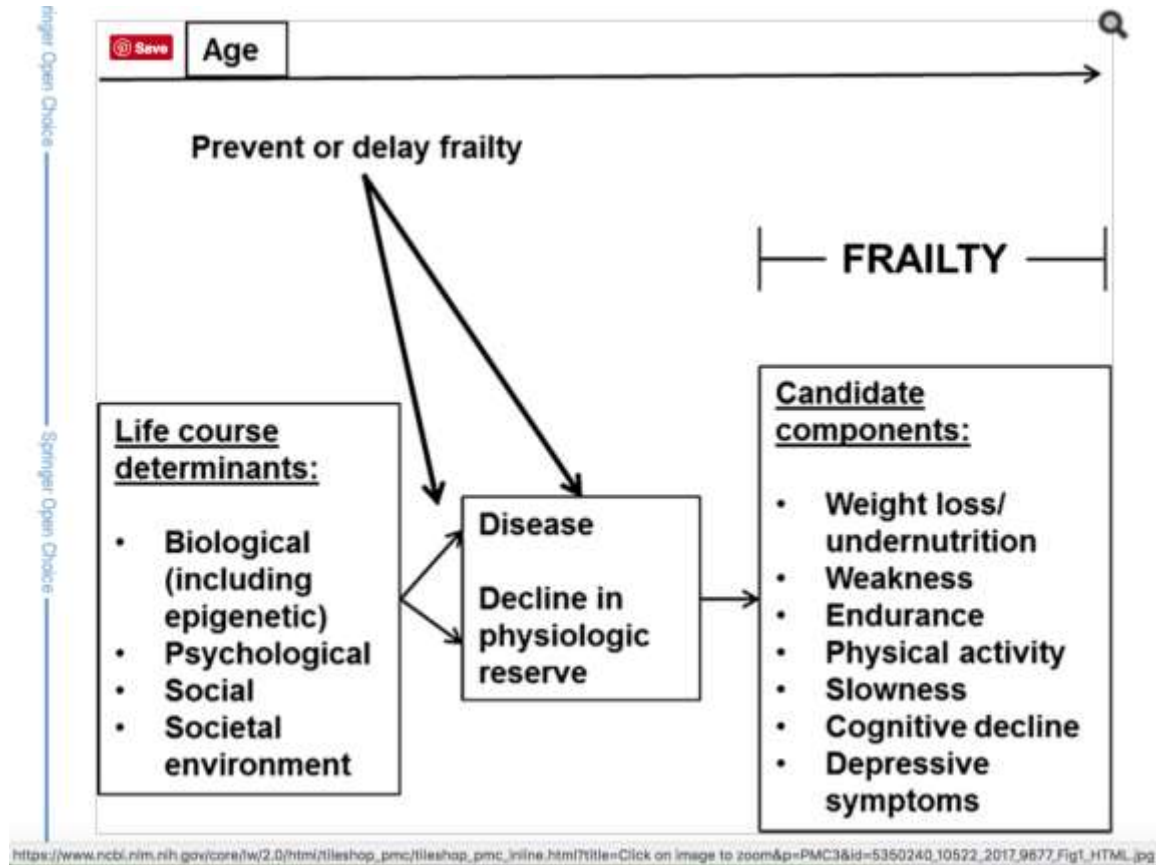 Save
Age
Prevent or delay frailty
FRAILTY
Life course
determinants:
• Biological
(including
epigenetic)
• Psychological
• Social
• Societal
environment
Disease
Decline in
physiologic
reserve
Candidate
components:
• Weight loss/
undernutrition
• Weakness
• Endurance
• Physical activity
• Slowness
• Cognitive decline
• Depressive
symptoms
ringer Open Choice
Springer Open Choice
https://www.ncbi.nlm.nih.gov/core/lw/2.0/html/tileshop_pmc/tileshop_pmc_inline.html?title=Click on image to zoom&p=PMC3&id=5350240_10522_2017_9677_Fig1_HTML.jpg